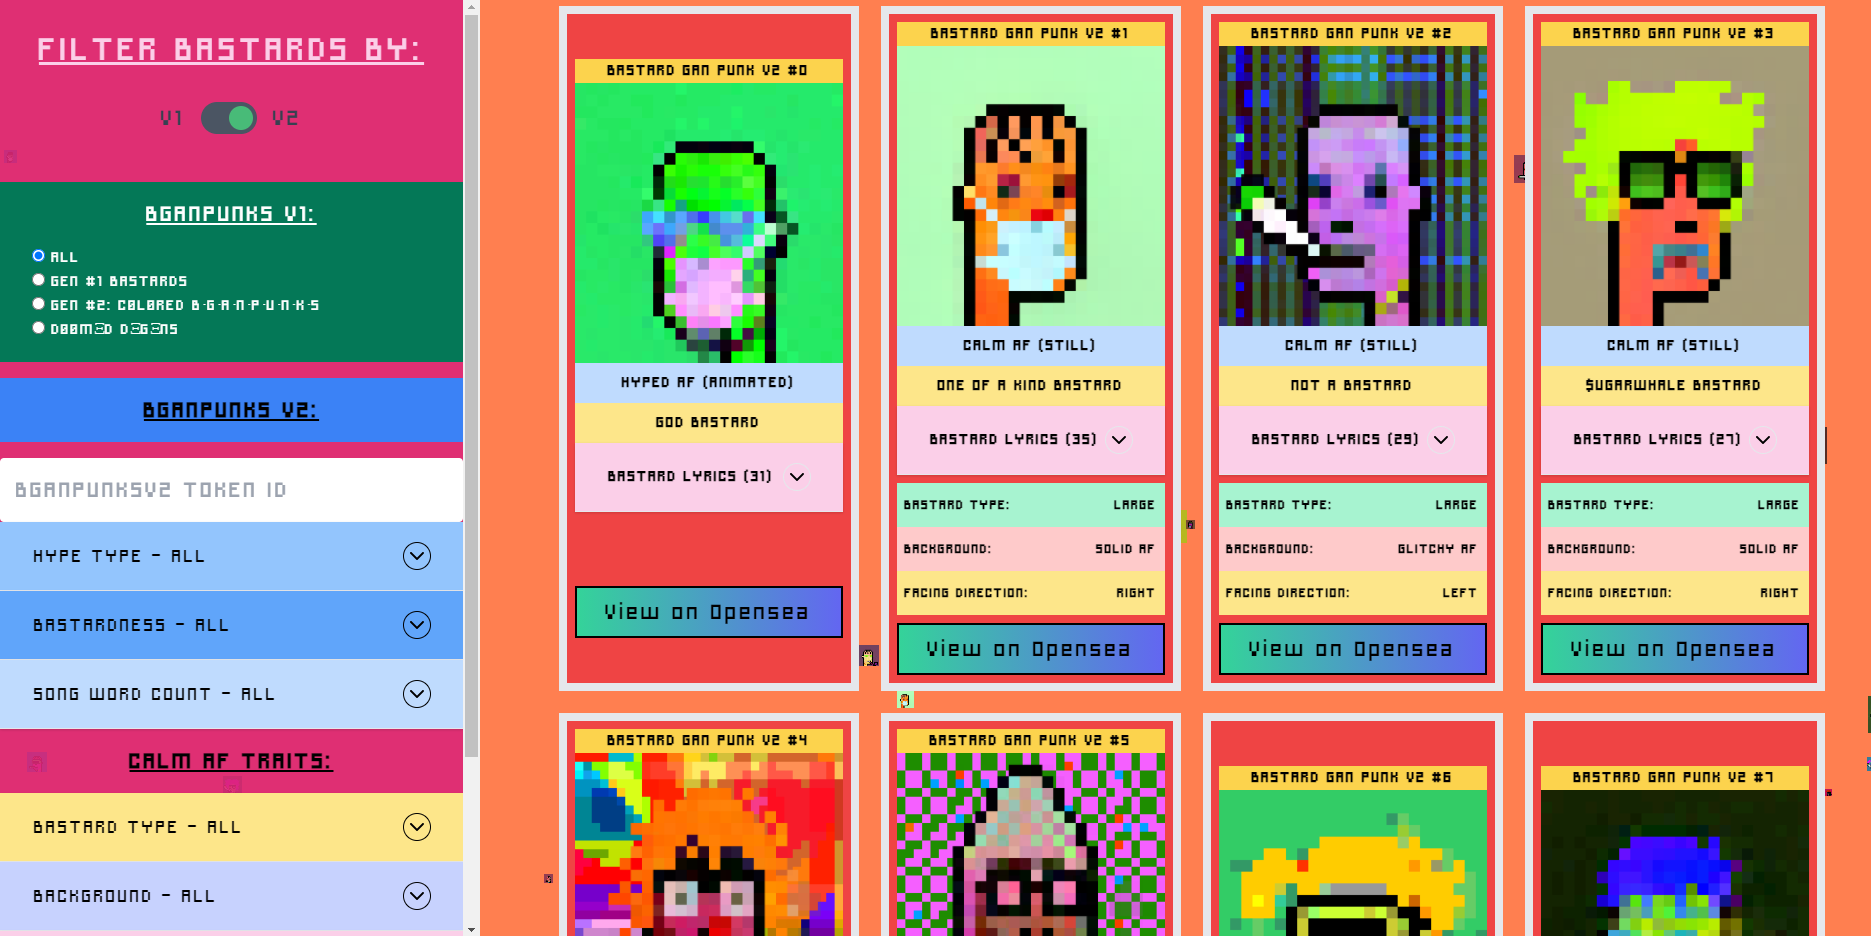 FILTER BASTARDS BY:
V1 V2
BGANPUNKS V1:
ALL
GEN #1 BASTARDS
GEN #2: COLORED B·G·A·N·P·U·N·K·S
BGANPUNKS V2:
BGANPUNKSV2 TOKEN ID
HYPE TYPE - ALL
BASTARDNESS - ALL
SONG WORD COUNT - ALL
CALM AF TRAITS:
BASTARD TYPE - ALL
BACKGROUND - ALL
BASTARD GAN PUNK V2 #0
HYPED AF (ANIMATED)
GOD BASTARD
BASTARD LYRICS (31)
View on Opensea
BASTARD GAN PUNK V2 #1
CALM AF (STILL)
ONE OF A KIND BASTARD
BASTARD LYRICS (35)
BASTARD TYPE: LARGE
BACKGROUND: SOLID AF
FACING DIRECTION: RIGHT
View on Opensea
BASTARD GAN PUNK V2 #2
CALM AF (STILL)
NOT A BASTARD
BASTARD LYRICS (29)
BASTARD TYPE: LARGE
BACKGROUND: GLITCHY AF
FACING DIRECTION: LEFT
View on Opensea
BASTARD GAN PUNK V2 #3
CALM AF (STILL)
$UGARWHALE BASTARD
BASTARD LYRICS (27)
BASTARD TYPE: LARGE
BACKGROUND: SOLID AF
FACING DIRECTION: RIGHT
View on Opensea
BASTARD GAN PUNK V2 #4
BASTARD GAN PUNK V2 #5
BASTARD GAN PUNK V2 #6
BASTARD GAN PUNK V2 #7